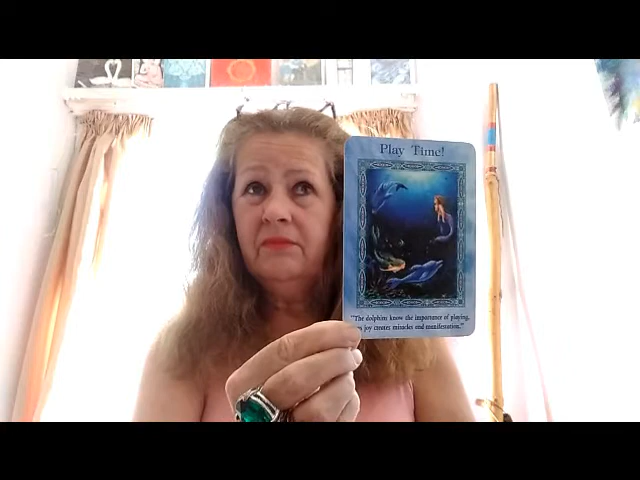 Play Time!
"The dolphins know the importance of playing,
joy creates miracles and manifestation."